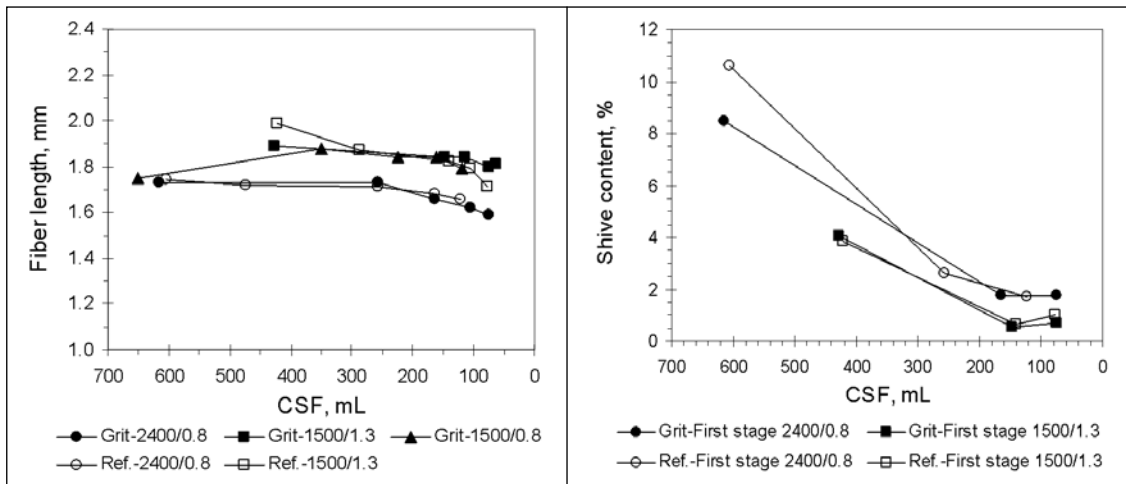 2.4
2.2
2.0
1.8
1.6
1.4
1.2
1.0
Fiber length, mm
700 600 500 400 300 200 100 0
CSF, mL
Grit-2400/0.8 Grit-1500/1.3 Grit-1500/0.8
Ref.-2400/0.8 Ref.-1500/1.3
12
10
8
6
4
2
0
Shive content, %
700 600 500 400 300 200 100 0
CSF, mL
Grit-First stage 2400/0.8 Grit-First stage 1500/1.3
Ref.-First stage 2400/0.8 Ref.-First stage 1500/1.3